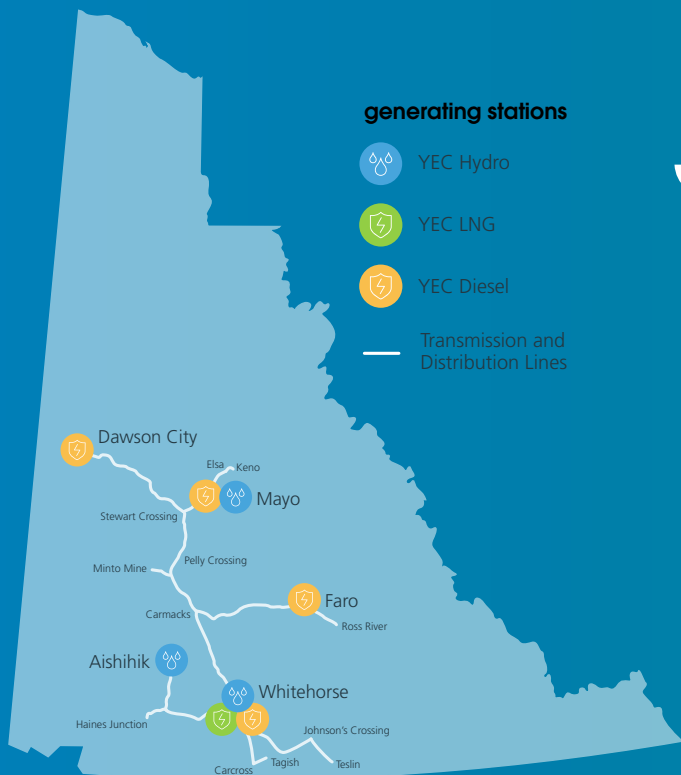 generating stations
YEC Hydro
YEC LNG
YEC Diesel
Transmission and
Distribution Lines
Dawson City
Elsa
Keno
Mayo
Stewart Crossing
Pelly Crossing
Minto Mine
Faro
Carmacks
Ross River
Aishihik
Whitehorse
Haines Junction
Johnson's Crossing
Tagish
Teslin
Carcross